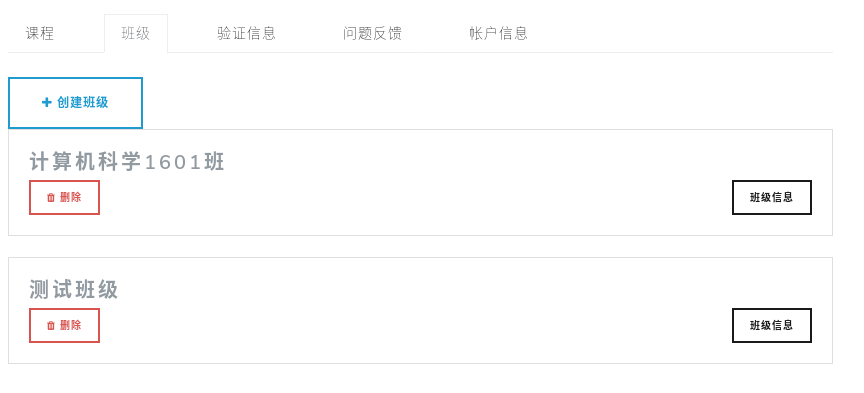 课程 班级 验证信息 问题反馈 帐户信息
创建班级
计算机科学1601班
删除 班级信息
测试班级
删除 班级信息